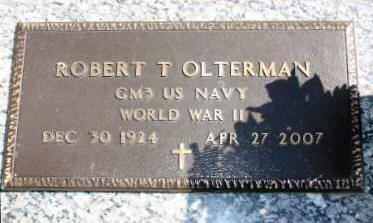 ROBERT T OLTERMAN
GM3 US NAVY
WORLD WAR II
DEC 30 1924 APR 27 2007